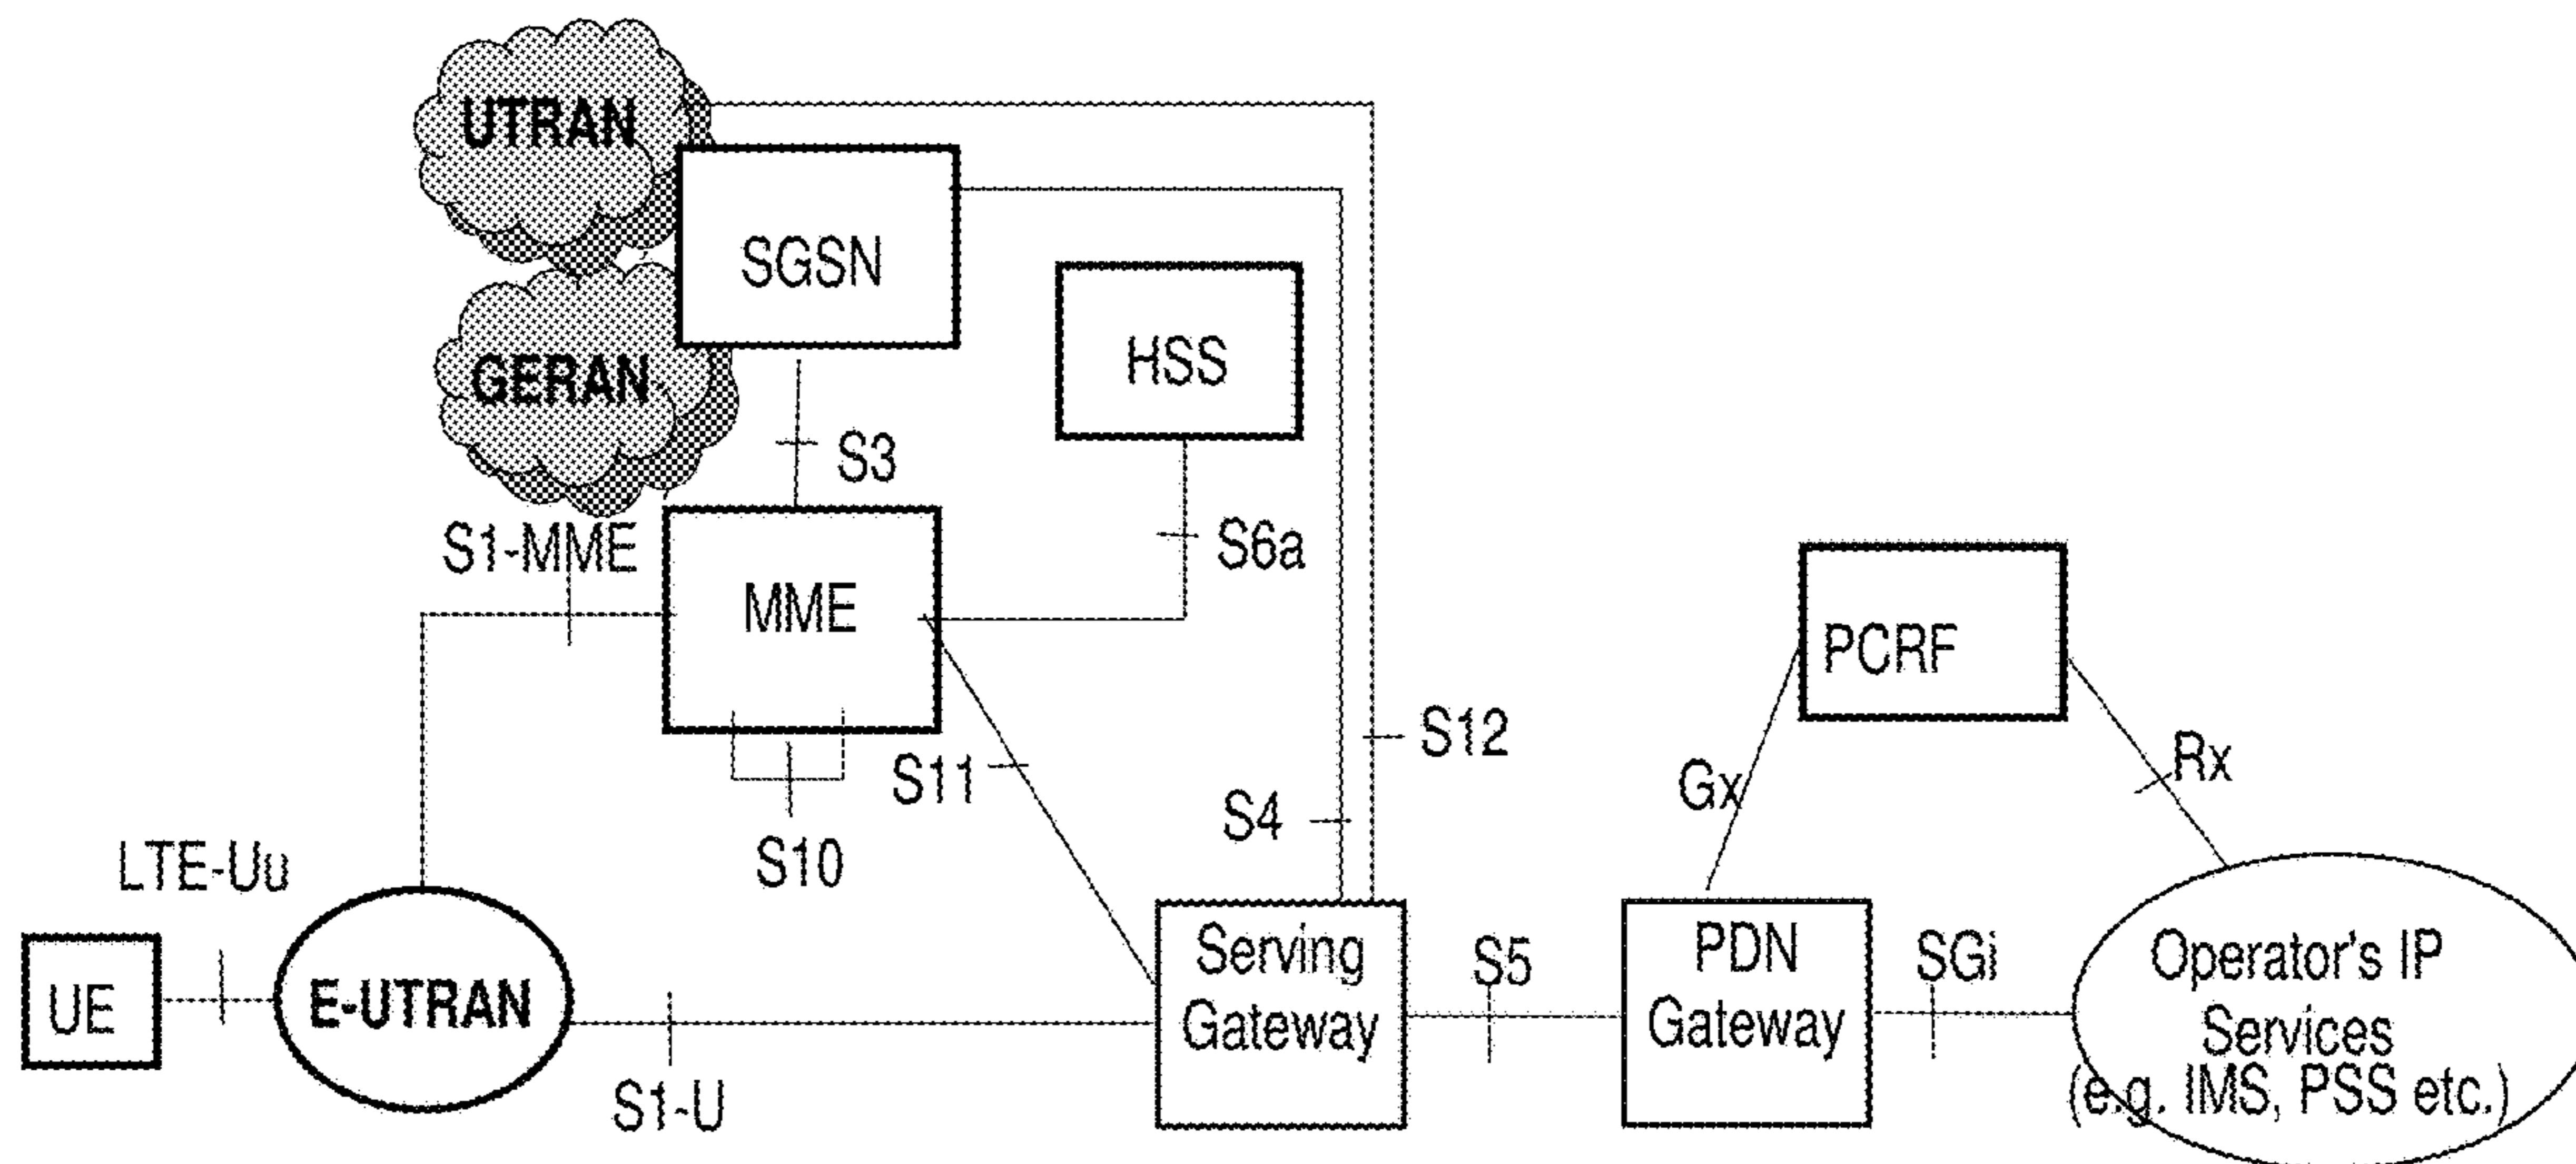 UTRAN
SGSN
HSS
GERAN
S3
S1-MME
S6a
MME
PCRF
S12
S11
Gx
Rx
S4
S10
LTE-Uu
Serving
Gateway
S5
PDN
Gateway
SGi
Operator's IP
Services
(e.g. IMS, PSS etc.)
UE
E-UTRAN
S1-U